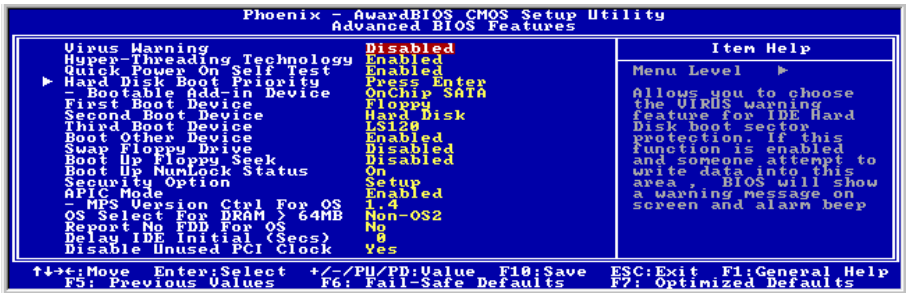 Phoenix - AwardBIOS CMOS Setup Utility
Advanced BIOS Features
Virus Warning Disabled
Hyper-Threading Technology Enabled
Quick Power On Self Test Enabled
► Hard Disk Boot Priority Press Enter
- Bootable Add-in Device OnChip SATA
First Boot Device Floppy
Second Boot Device Hard Disk
Third Boot Device LS120
Boot Other Device Enabled
Swap Floppy Drive Disabled
Boot Up Floppy Seek Disabled
Boot Up NumLock Status On
Security Option Setup
APIC Mode Enabled
- MPS Version Ctrl For OS 1.4
OS Select For DRAM > 64MB Non-OS2
Report No FDD For OS No
Delay IDE Initial (Secs) 0
Disable Unused PCI Clock Yes
Item Help
Menu Level ►
Allows you to choose
the VIRUS warning
feature for IDE Hard
Disk boot sector
protection. If this
function is enabled
and someone attempt to
write data into this
area , BIOS will show
a warning message on
screen and alarm beep
↑↓→←:Move Enter:Select +/-/PU/PD:Value F10:Save ESC:Exit F1:General Help
F5: Previous Values F6: Fail-Safe Defaults F7: Optimized Defaults